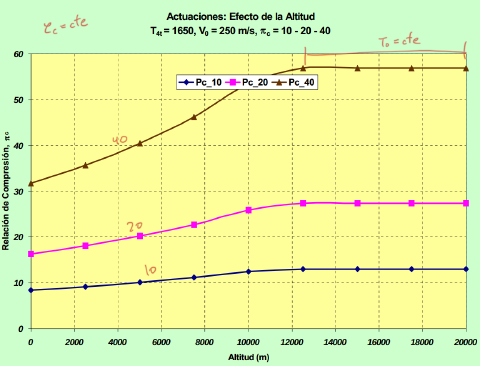 Actuaciones: Efecto de la Altitud
T4t = 1650, V0 = 250 m/s, πc = 10 - 20 - 40
τc = cte
T0 = cte
Pc_10 Pc_20 Pc_40
Relación de Compresión, πc
60
50
40
30
20
10
0
40
20
10
0 2000 4000 6000 8000 10000 12000 14000 16000 18000 20000
Altitud (m)